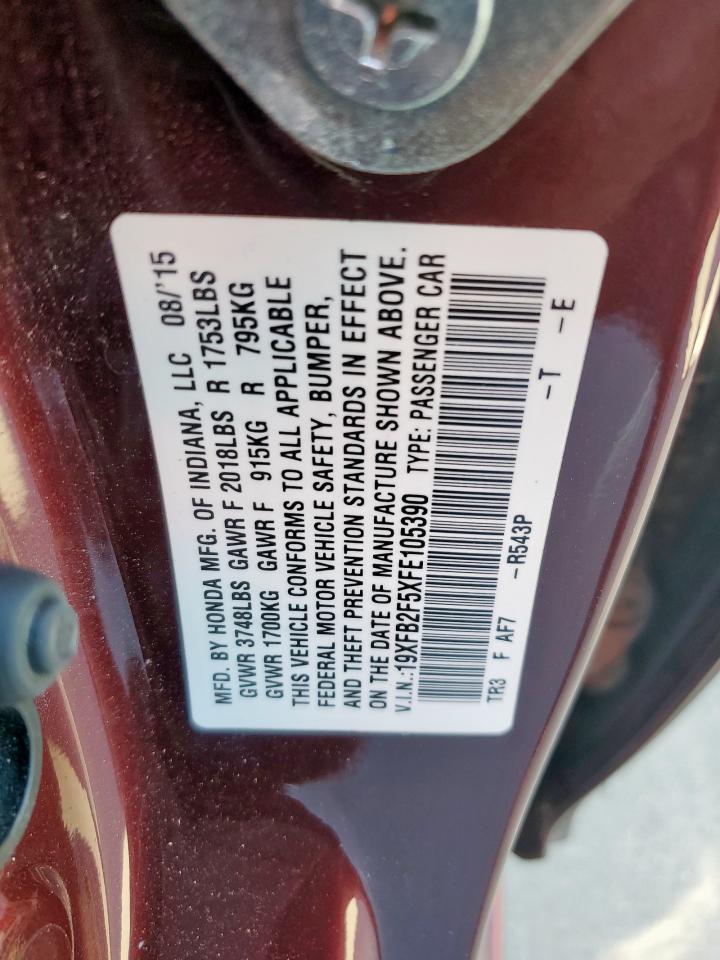 MFD. BY HONDA MFG. OF INDIANA, LLC 08/'15
GVWR 3748LBS GAWR F 2018LBS R 1753LBS
GVWR 1700KG GAWR F 915KG R 795KG
THIS VEHICLE CONFORMS TO ALL APPLICABLE
FEDERAL MOTOR VEHICLE SAFETY, BUMPER,
AND THEFT PREVENTION STANDARDS IN EFFECT
ON THE DATE OF MANUFACTURE SHOWN ABOVE.
V.I.N.:19XFB2F5XFE105390 TYPE: PASSENGER CAR
TR3 F AF7 -R543P -T -E